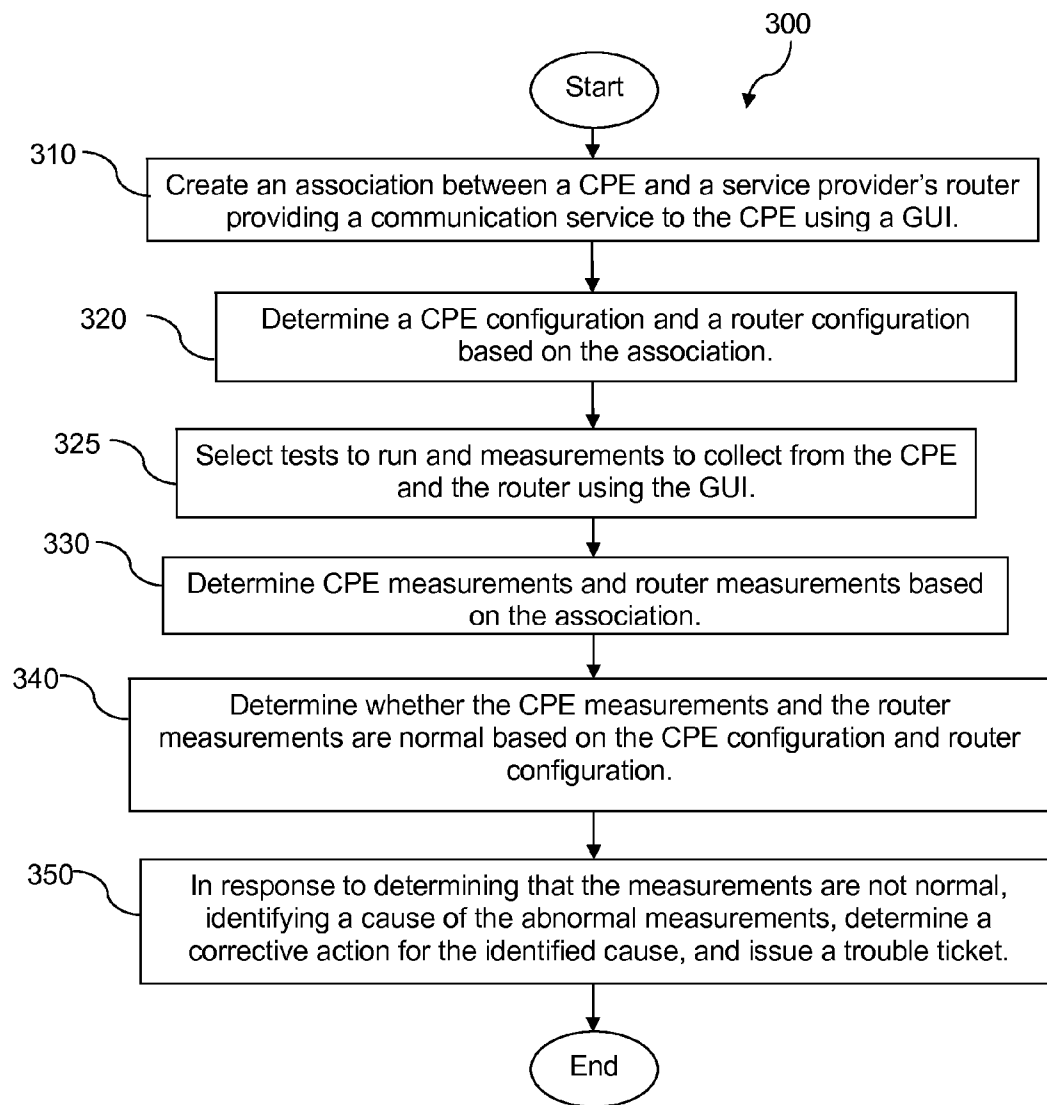 300
Start
310
Create an association between a CPE and a service provider's router
providing a communication service to the CPE using a GUI.
320
Determine a CPE configuration and a router configuration
based on the association.
325
Select tests to run and measurements to collect from the CPE
and the router using the GUI.
330
Determine CPE measurements and router measurements based
on the association.
340
Determine whether the CPE measurements and the router
measurements are normal based on the CPE configuration and router
configuration.
350
In response to determining that the measurements are not normal,
identifying a cause of the abnormal measurements, determine a
corrective action for the identified cause, and issue a trouble ticket.
End